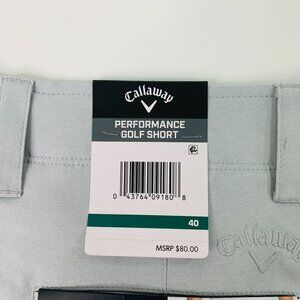 Callaway
PERFORMANCE
GOLF SHORT
0 43764 09180 8
40
MSRP $80.00
Callaway